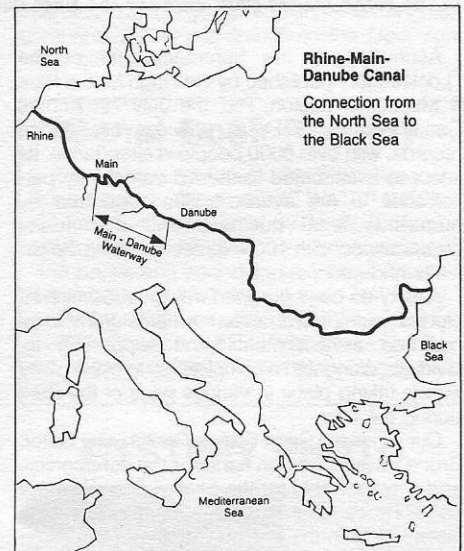 North
Sea
Rhine-Main-
Danube Canal
Connection from
the North Sea to
the Black Sea
Rhine
Main
Danube
Main - Danube
Waterway
Black
Sea
Mediterranean
Sea